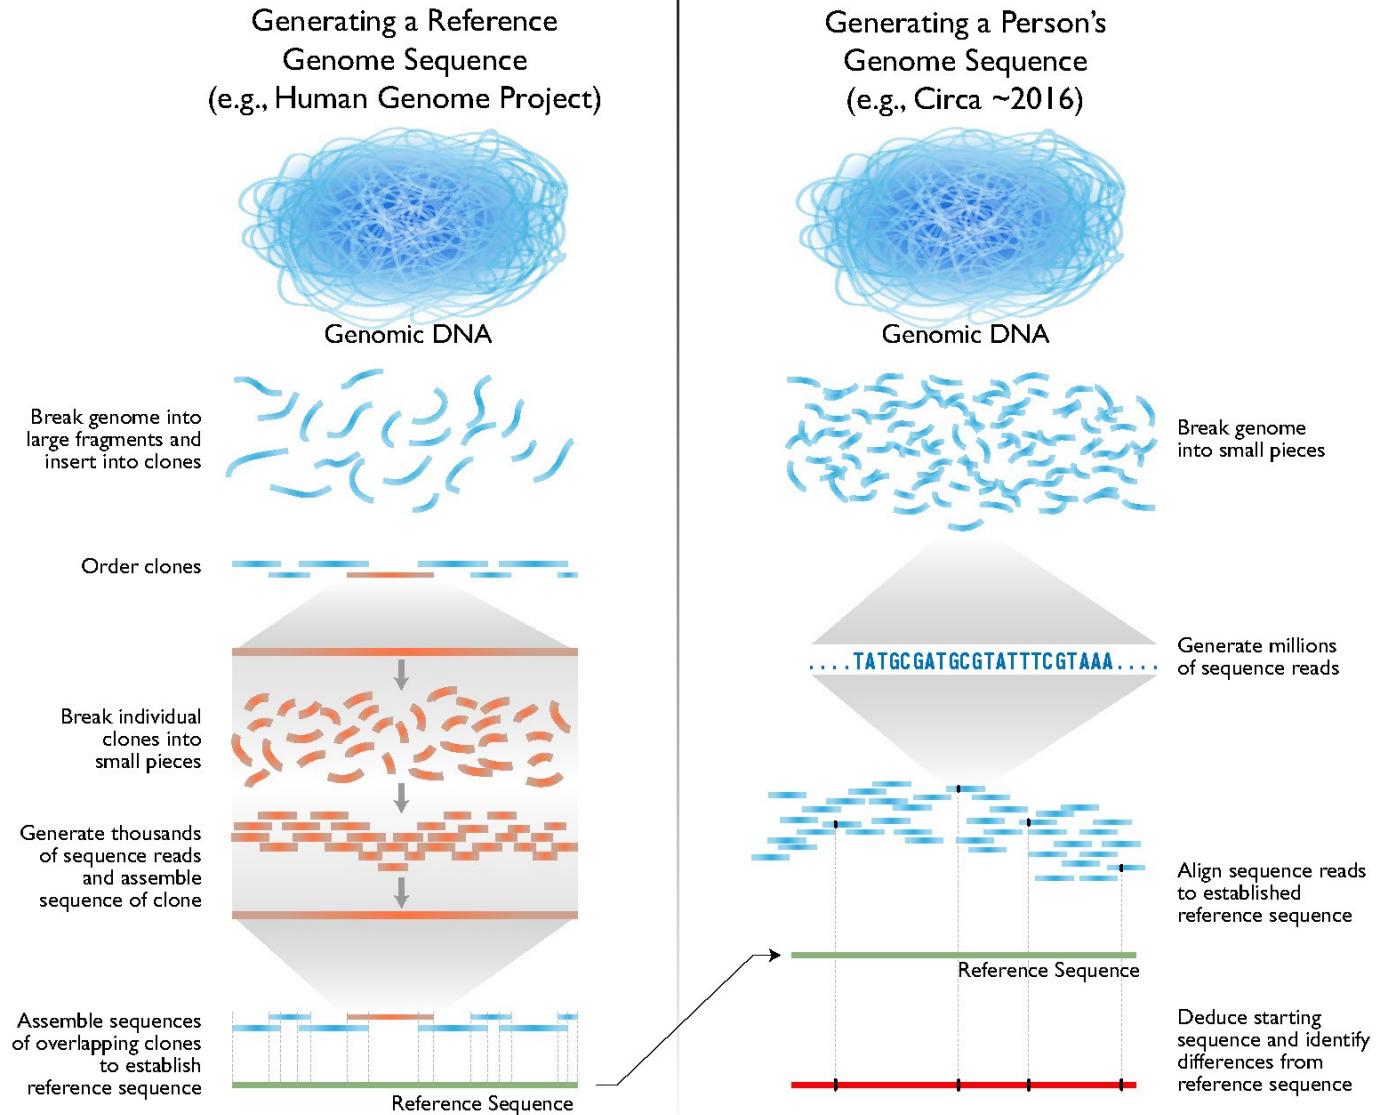 Generating a Reference
Genome Sequence
(e.g., Human Genome Project)
Genomic DNA
Break genome into
large fragments and
insert into clones
Order clones
Break individual
clones into
small pieces
Generate thousands
of sequence reads
and assemble
sequence of clone
Assemble sequences
of overlapping clones
to establish
reference sequence
Reference Sequence
Generating a Person's
Genome Sequence
(e.g., Circa ~2016)
Genomic DNA
Break genome
into small pieces
....TATGCGATGCGTATTTCGTAAA....
Generate millions
of sequence reads
Align sequence reads
to established
reference sequence
Reference Sequence
Deduce starting
sequence and identify
differences from
reference sequence